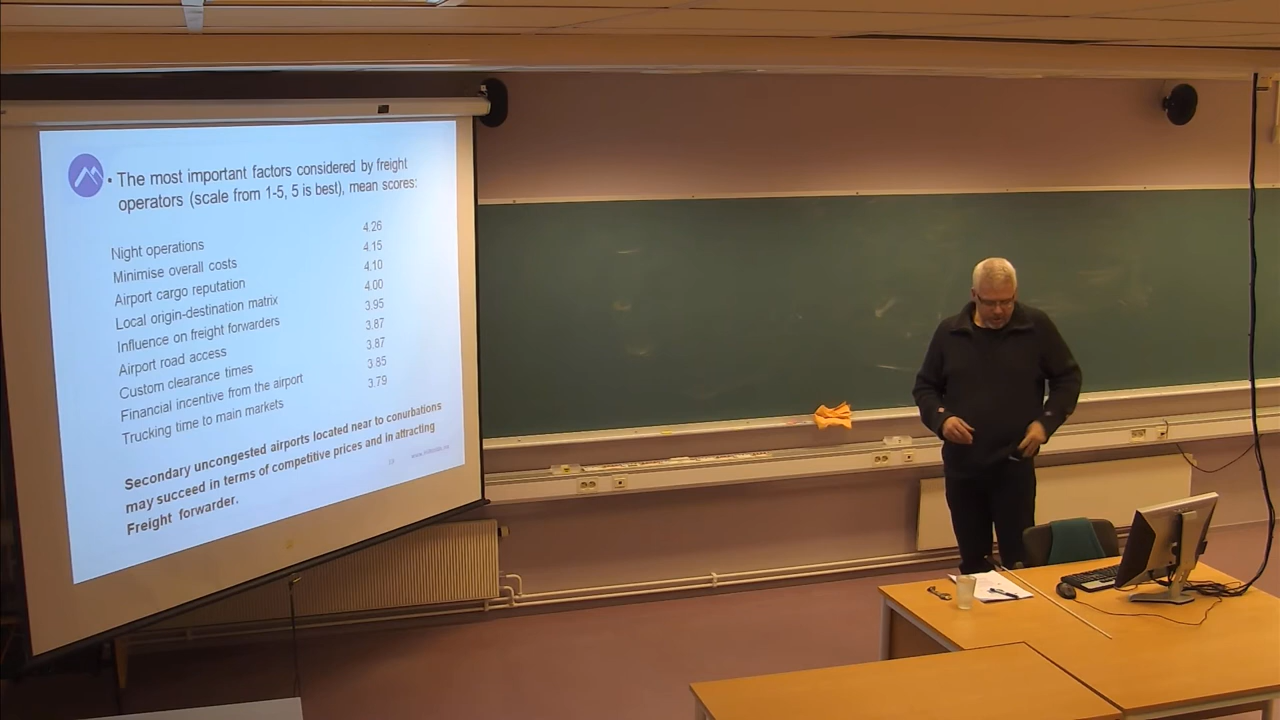 • The most important factors considered by freight
operators (scale from 1-5, 5 is best), mean scores:
Night operations 4.26
Minimise overall costs 4.15
Airport cargo reputation 4.10
Local origin-destination matrix 4.00
Influence on freight forwarders 3.95
Airport road access 3.87
Custom clearance times 3.87
Financial incentive from the airport 3.85
Trucking time to main markets 3.79
Secondary uncongested airports located near to conurbations
may succeed in terms of competitive prices and in attracting
Freight forwarder.